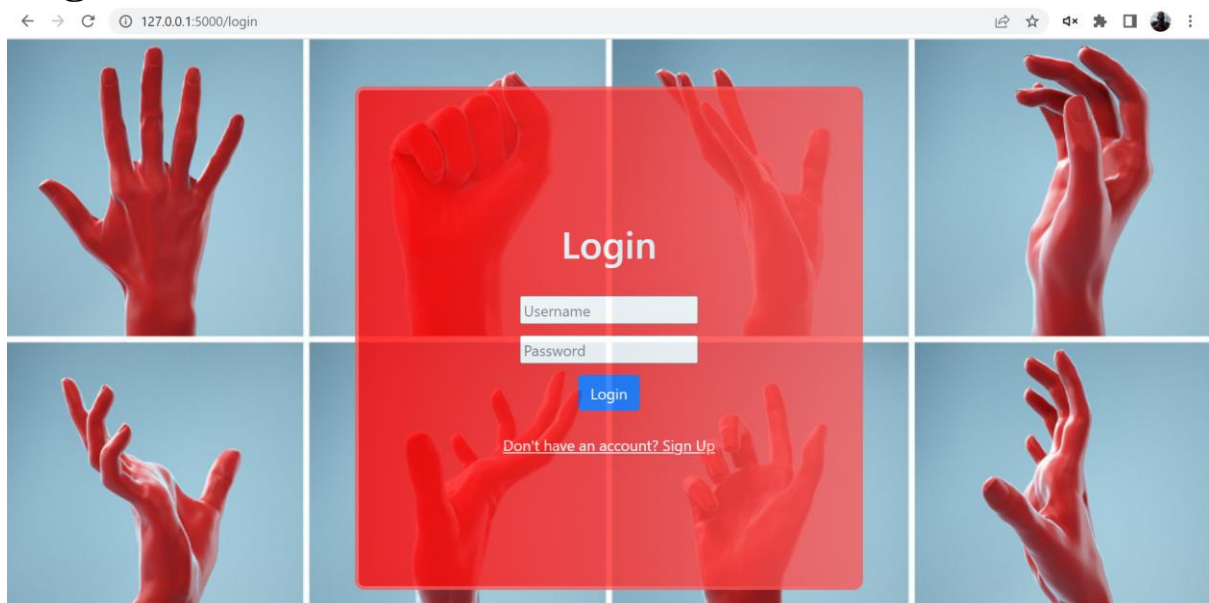 127.0.0.1:5000/login
Login
Username
Password
Login
Don't have an account? Sign Up